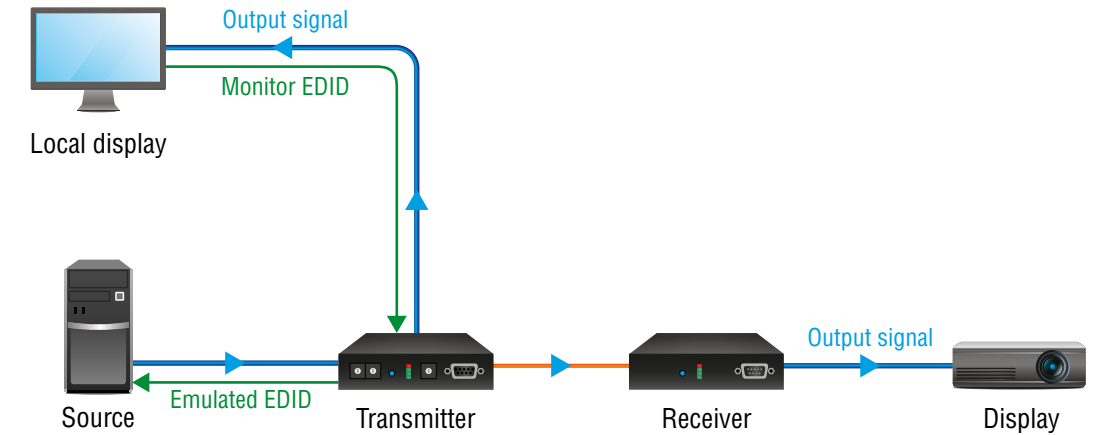 Output signal
Monitor EDID
Local display
Output signal
Emulated EDID
Source
Transmitter
Receiver
Display